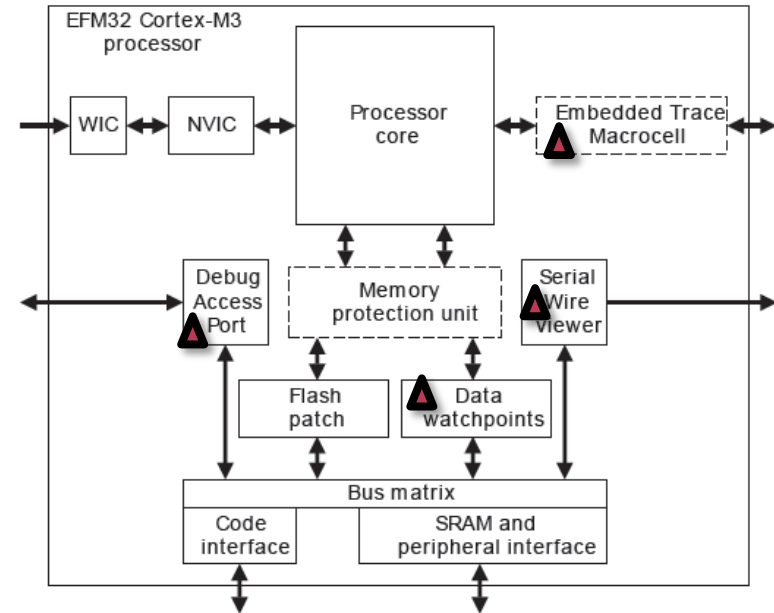 EFM32 Cortex-M3
processor
WIC
NVIC
Processor
core
Embedded Trace
Macrocell
Debug
Access
Port
Memory
protection unit
Serial
Wire
viewer
Flash
patch
Data
watchpoints
Bus matrix
Code
interface
SRAM and
peripheral interface